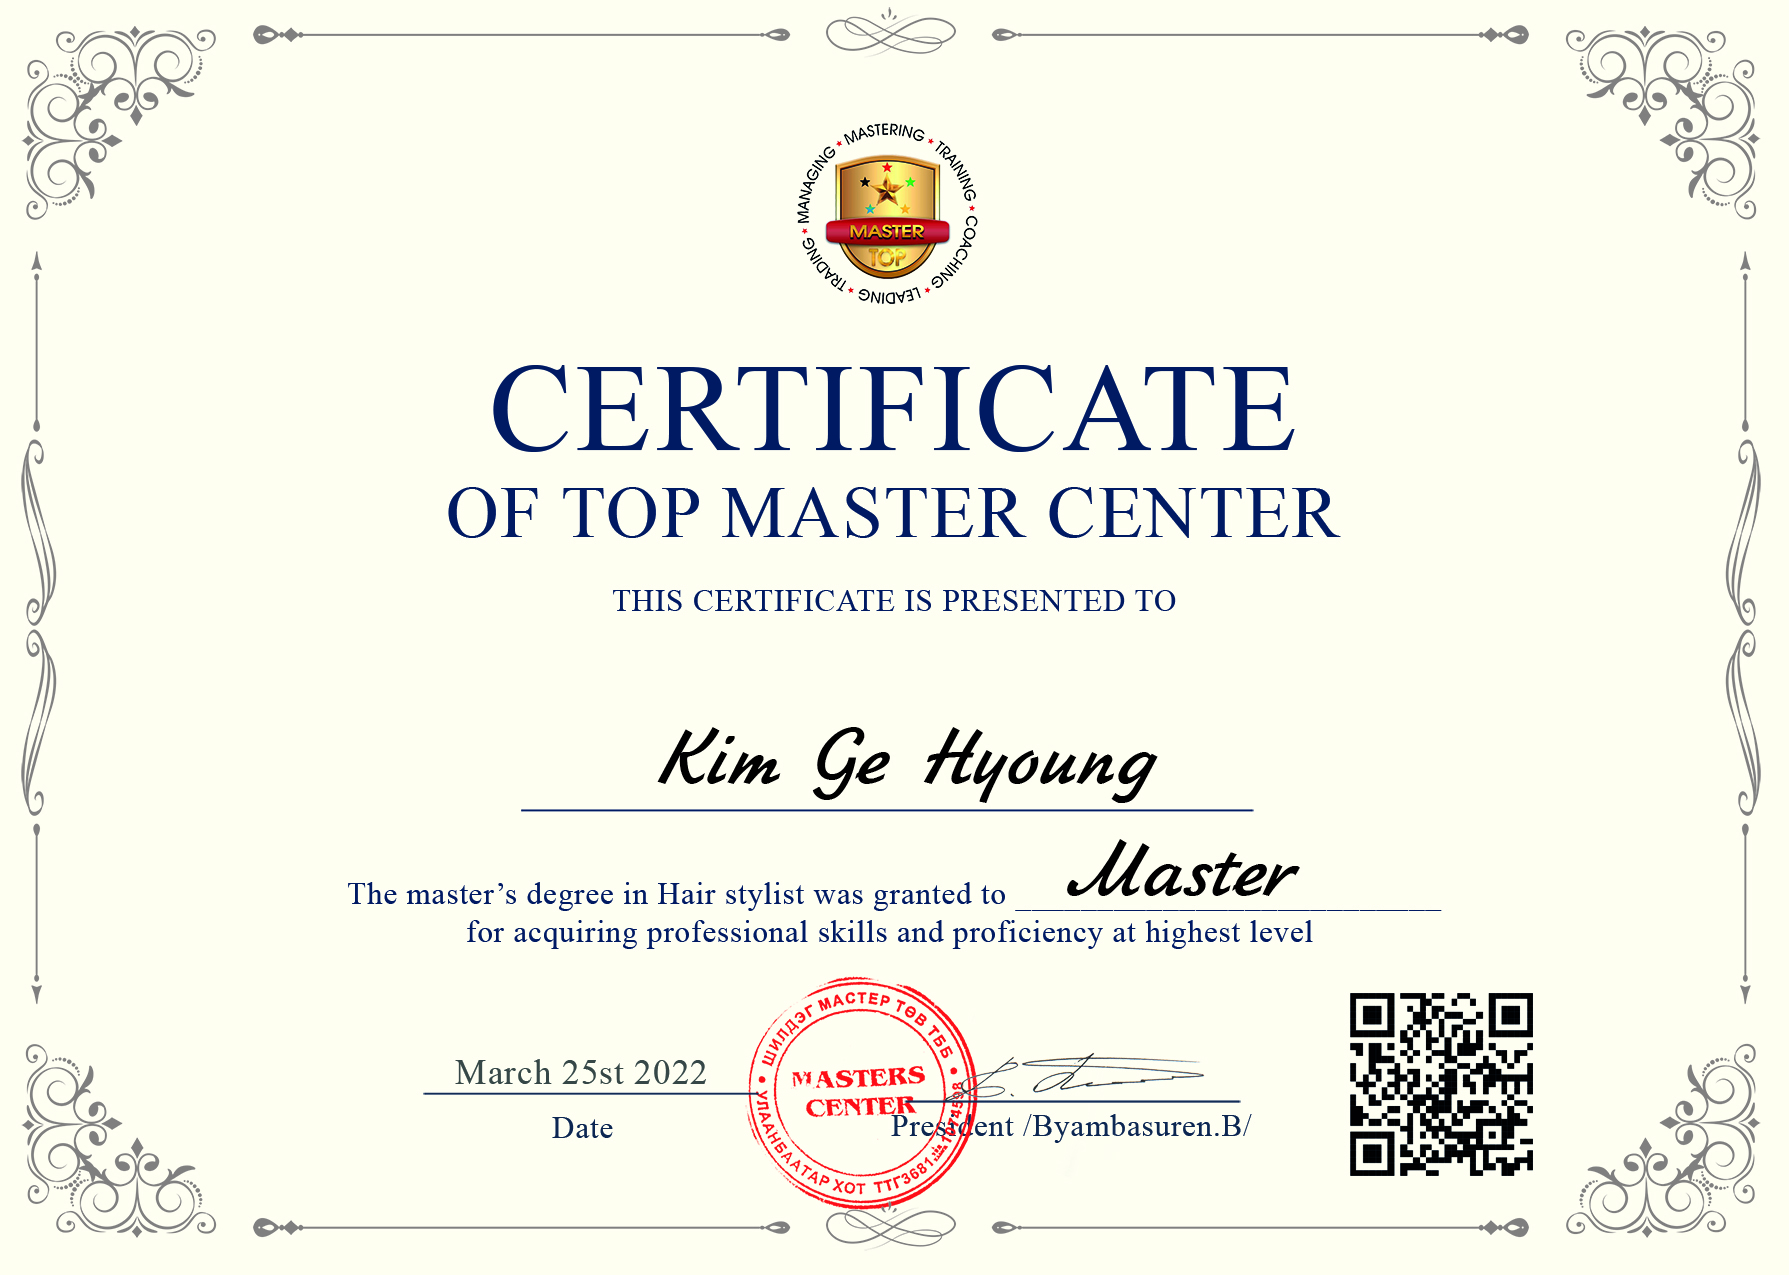 MANAGING * MASTERING * TRAINING * COACHING * LEADING * TRADING *
MASTER
TOP
CERTIFICATE
OF TOP MASTER CENTER
THIS CERTIFICATE IS PRESENTED TO
Kim Ge Hyoung
The master’s degree in Hair stylist was granted to Master
for acquiring professional skills and proficiency at highest level
March 25st 2022
Date
ШИЛДЭГ МАСТЕР ТӨВ ТББ
MASTERS
CENTER
УЛААНБААТАР ХОТ ТТГ3681
President /Byambasuren.B/